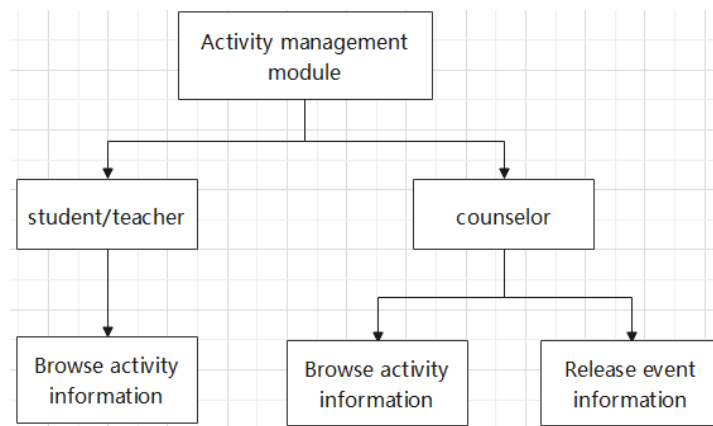 Activity management
module
student/teacher
counselor
Browse activity
information
Browse activity
information
Release event
information